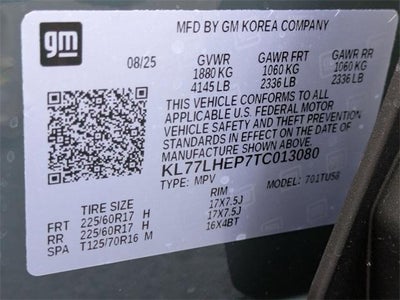 gm
MFD BY GM KOREA COMPANY
08/25 GVWR GAWR FRT GAWR RR
1880 KG 1060 KG 1060 KG
4145 LB 2336 LB 2336 LB
THIS VEHICLE CONFORMS TO ALL
APPLICABLE U.S. FEDERAL MOTOR
VEHICLE SAFETY AND THEFT PREVENTION
STANDARDS IN EFFECT ON THE DATE OF
MANUFACTURE SHOWN ABOVE.
KL77LHEP7TC013080
TYPE: MPV MODEL: 701TU58
TIRE SIZE RIM
FRT 225/60R17 H 17X7.5J
RR 225/60R17 H 17X7.5J
SPA T125/70R16 M 16X4BT